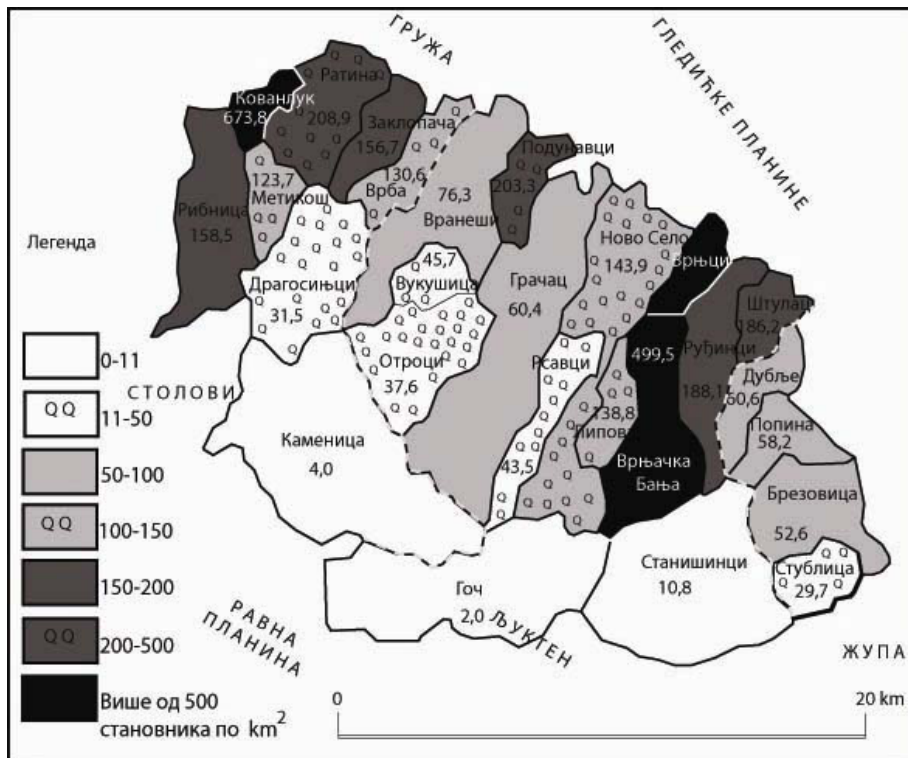 ГРУЖА
ГЛЕДИЋКЕ ПЛАНИНЕ
Кованлук
673,8
Ратина
208,9
Заклопача
156,7
130,6
Врба
76,3
Вранеши
Подунавци
203,3
123,7
Метикош
Рибница
158,5
Ново Село
143,9
Врњци
Драгосињци
31,5
45,7
Вукушица
Грачац
60,4
Штулац
186,2
Руђинци
188,1
499,5
Врњачка
Бања
Отроци
37,6
Рсавци
43,5
138,8
Липова
Дубље
60,6
Попина
58,2
Брезовица
52,6
Стублица
29,7
СТОЛОВИ
Каменица
4,0
Станишинци
10,8
Гоч
2,0
ЉУКТЕН
РАВНА
ПЛАНИНА
ЖУПА
Легенда
0-11
QQ
11-50
50-100
QQ
100-150
150-200
QQ
200-500
Више од 500
становника по km²
0
20 km